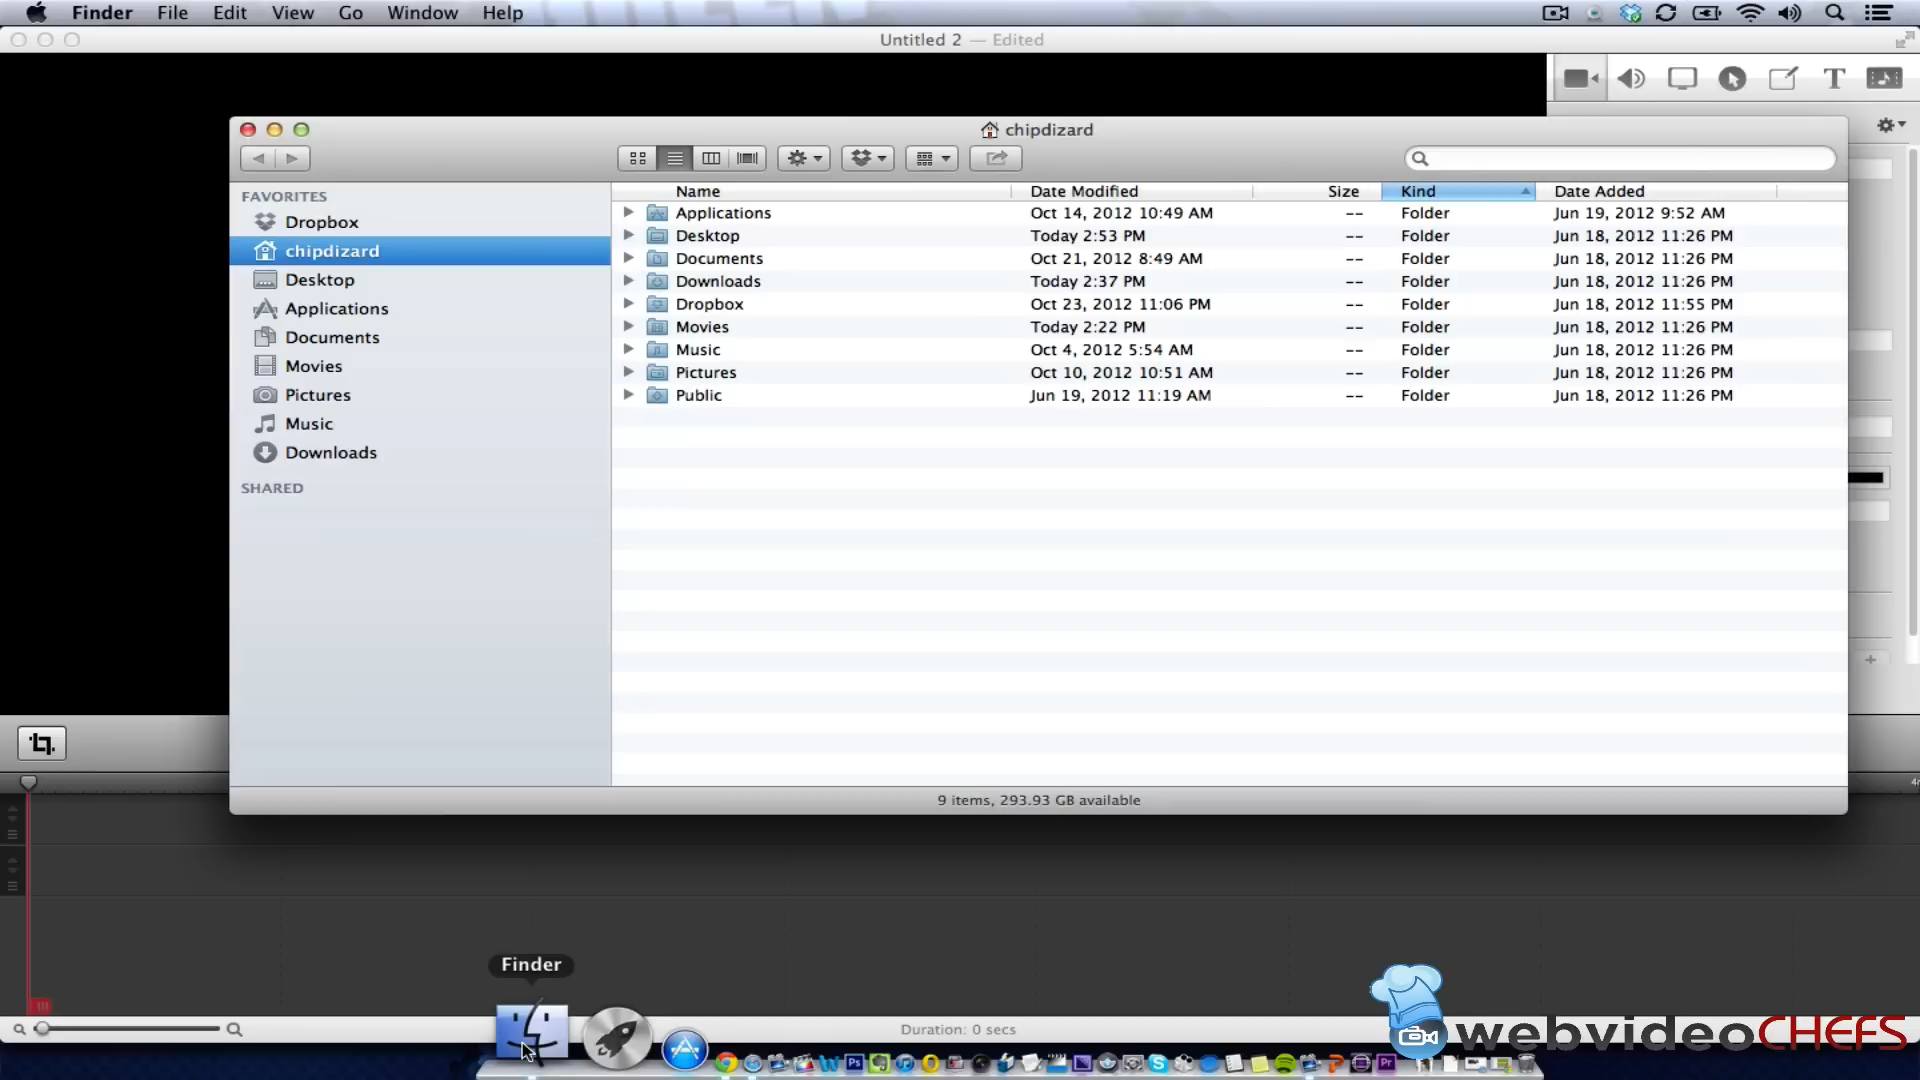 Finder File Edit View Go Window Help
Untitled 2 — Edited
chipdizard
FAVORITES
Dropbox
chipdizard
Desktop
Applications
Documents
Movies
Pictures
Music
Downloads
SHARED
Name Date Modified Size Kind Date Added
Applications Oct 14, 2012 10:49 AM -- Folder Jun 19, 2012 9:52 AM
Desktop Today 2:53 PM -- Folder Jun 18, 2012 11:26 PM
Documents Oct 21, 2012 8:49 AM -- Folder Jun 18, 2012 11:26 PM
Downloads Today 2:37 PM -- Folder Jun 18, 2012 11:26 PM
Dropbox Oct 23, 2012 11:06 PM -- Folder Jun 18, 2012 11:55 PM
Movies Today 2:22 PM -- Folder Jun 18, 2012 11:26 PM
Music Oct 4, 2012 5:54 AM -- Folder Jun 18, 2012 11:26 PM
Pictures Oct 10, 2012 10:51 AM -- Folder Jun 18, 2012 11:26 PM
Public Jun 19, 2012 11:19 AM -- Folder Jun 18, 2012 11:26 PM
9 items, 293.93 GB available
Finder
Duration: 0 secs
webvideoCHEFS